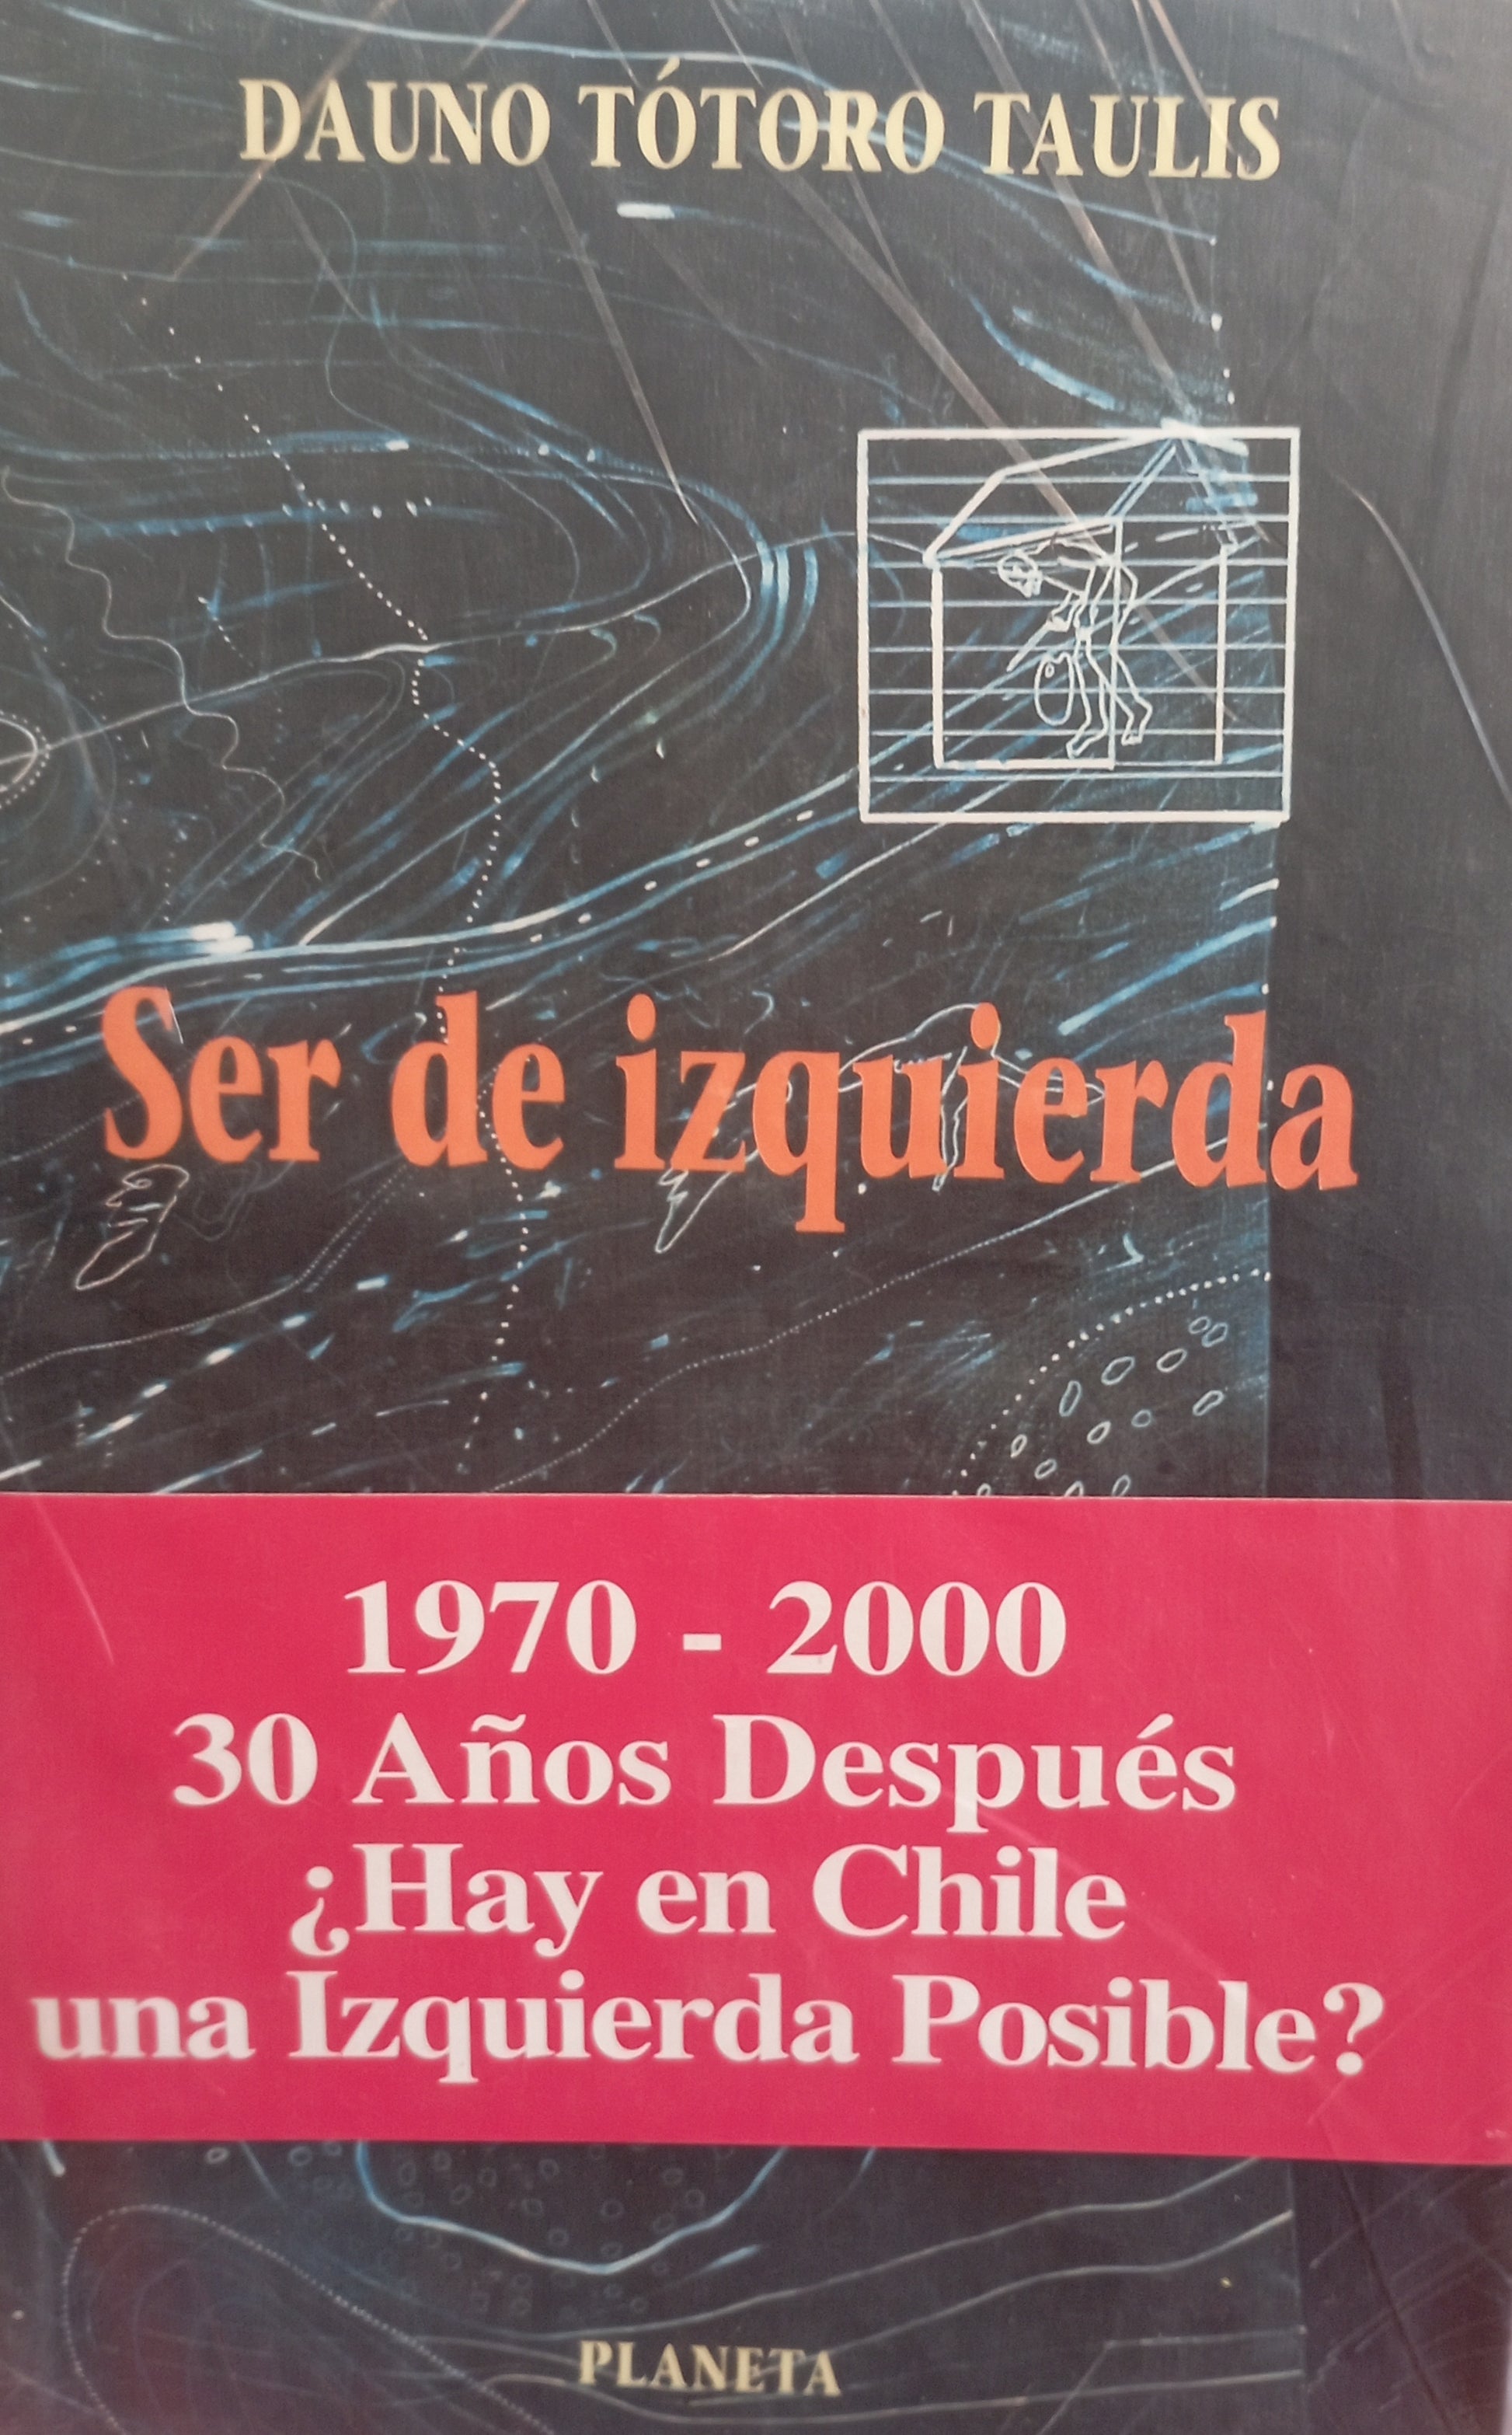 DAUNO TÓTORO TAULIS
Ser de izquierda
1970 - 2000
30 Años Después
¿Hay en Chile
una Izquierda Posible?
PLANETA